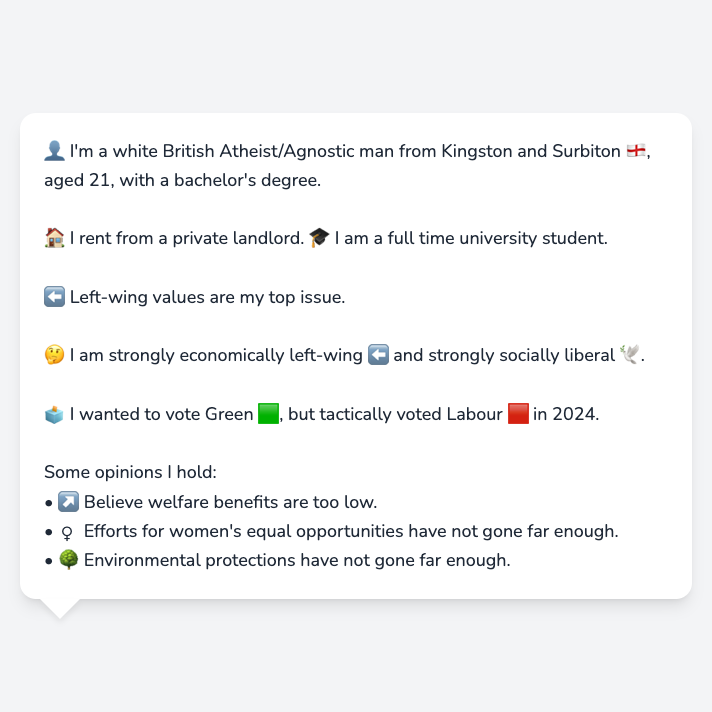 👤 I'm a white British Atheist/Agnostic man from Kingston and Surbiton 🏴󠁧󠁢󠁥󠁮󠁧󠁿,
aged 21, with a bachelor's degree.
🏠 I rent from a private landlord. 🎓 I am a full time university student.
⬅️ Left-wing values are my top issue.
🤔 I am strongly economically left-wing ⬅️ and strongly socially liberal 🕊️.
🗳️ I wanted to vote Green 🟩, but tactically voted Labour 🟥 in 2024.
Some opinions I hold:
• ↗️ Believe welfare benefits are too low.
• ♀ Efforts for women's equal opportunities have not gone far enough.
• 🌳 Environmental protections have not gone far enough.